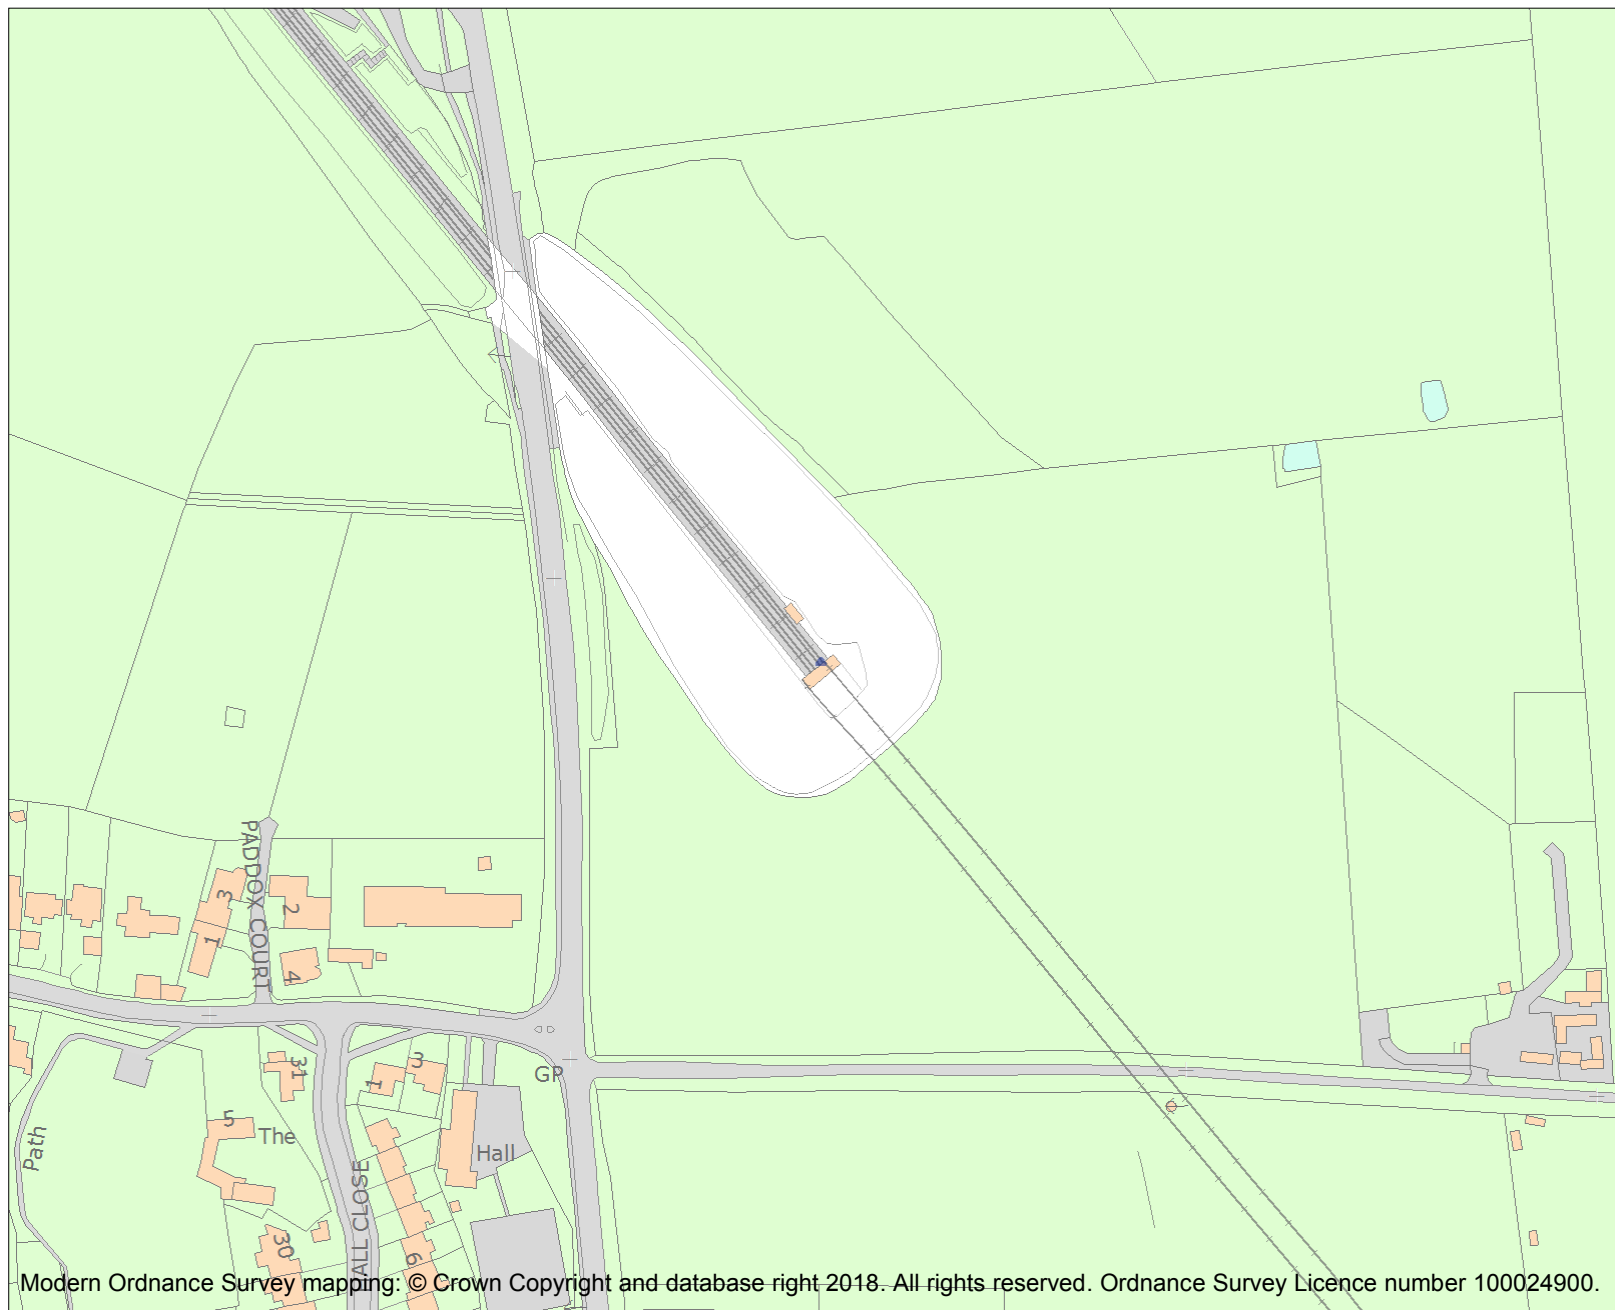 PADDOX COURT
3
2
1
4
GP
31
3
1
5
The
Path
Hall
ALL CLOSE
30
6
Modern Ordnance Survey mapping: © Crown Copyright and database right 2018. All rights reserved. Ordnance Survey Licence number 100024900.